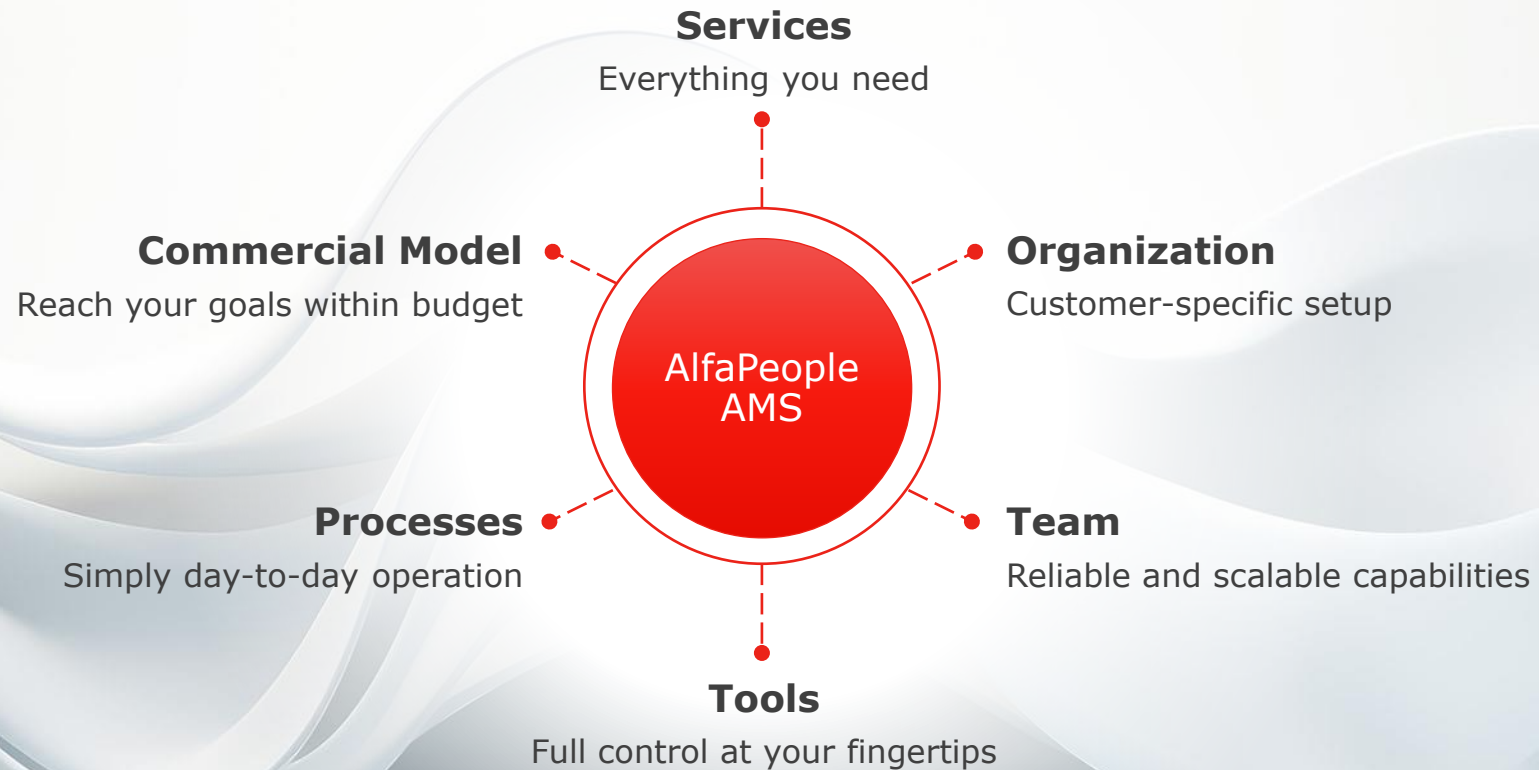 Services
Everything you need
Commercial Model
Reach your goals within budget
Organization
Customer-specific setup
AlfaPeople
AMS
Processes
Simply day-to-day operation
Team
Reliable and scalable capabilities
Tools
Full control at your fingertips